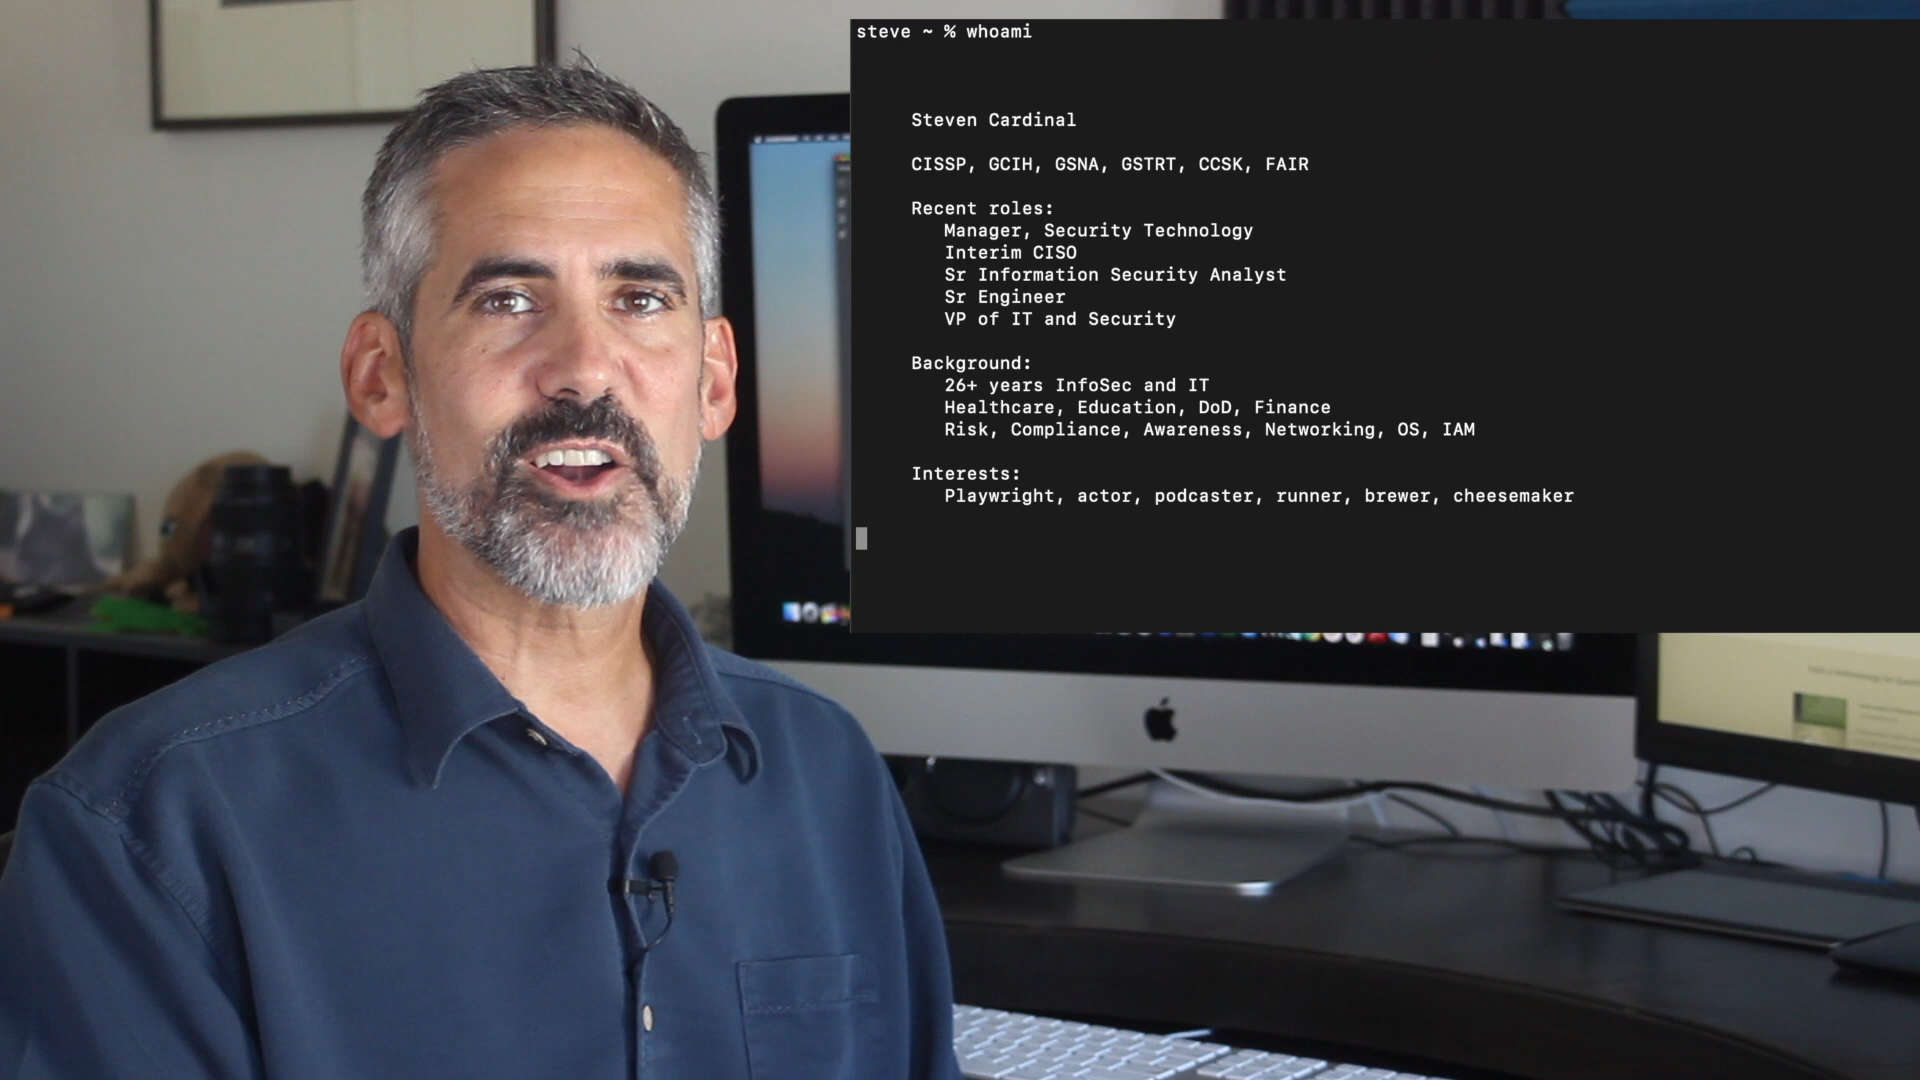 steve ~ % whoami
Steven Cardinal
CISSP, GCIH, GSNA, GSTRT, CCSK, FAIR
Recent roles:
Manager, Security Technology
Interim CISO
Sr Information Security Analyst
Sr Engineer
VP of IT and Security
Background:
26+ years InfoSec and IT
Healthcare, Education, DoD, Finance
Risk, Compliance, Awareness, Networking, OS, IAM
Interests:
Playwright, actor, podcaster, runner, brewer, cheesemaker